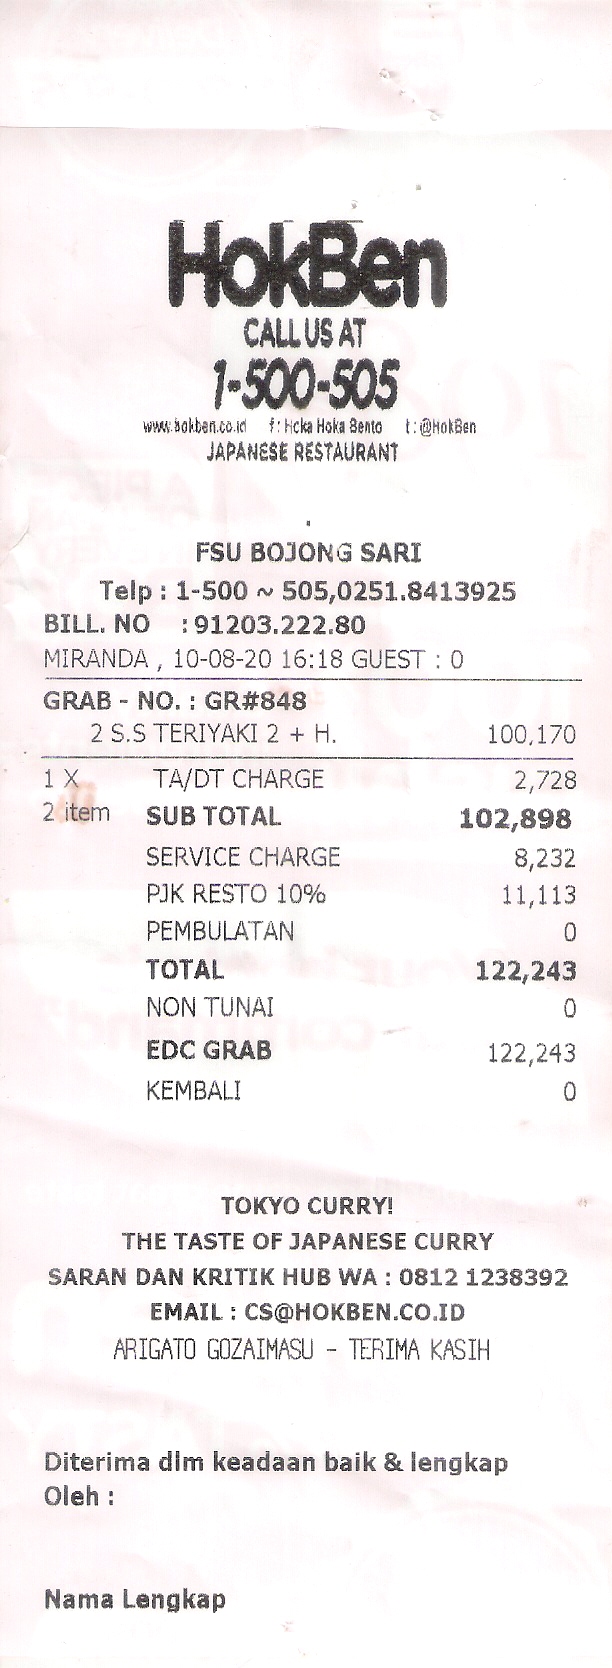 HokBen
CALL US AT
1-500-505
www.hokben.co.id f: Hoka Hoka Bento t: @HokBen
JAPANESE RESTAURANT
FSU BOJONG SARI
Telp : 1-500 ~ 505,0251.8413925
BILL. NO : 91203.222.80
MIRANDA , 10-08-20 16:18 GUEST : 0
GRAB - NO. : GR#848
2 S.S TERIYAKI 2 + H. 100,170
1 X TA/DT CHARGE 2,728
2 item SUB TOTAL 102,898
SERVICE CHARGE 8,232
PJK RESTO 10% 11,113
PEMBULATAN 0
TOTAL 122,243
NON TUNAI 0
EDC GRAB 122,243
KEMBALI 0
TOKYO CURRY!
THE TASTE OF JAPANESE CURRY
SARAN DAN KRITIK HUB WA : 0812 1238392
EMAIL : CS@HOKBEN.CO.ID
ARIGATO GOZAIMASU - TERIMA KASIH
Diterima dlm keadaan baik & lengkap
Oleh :
Nama Lengkap